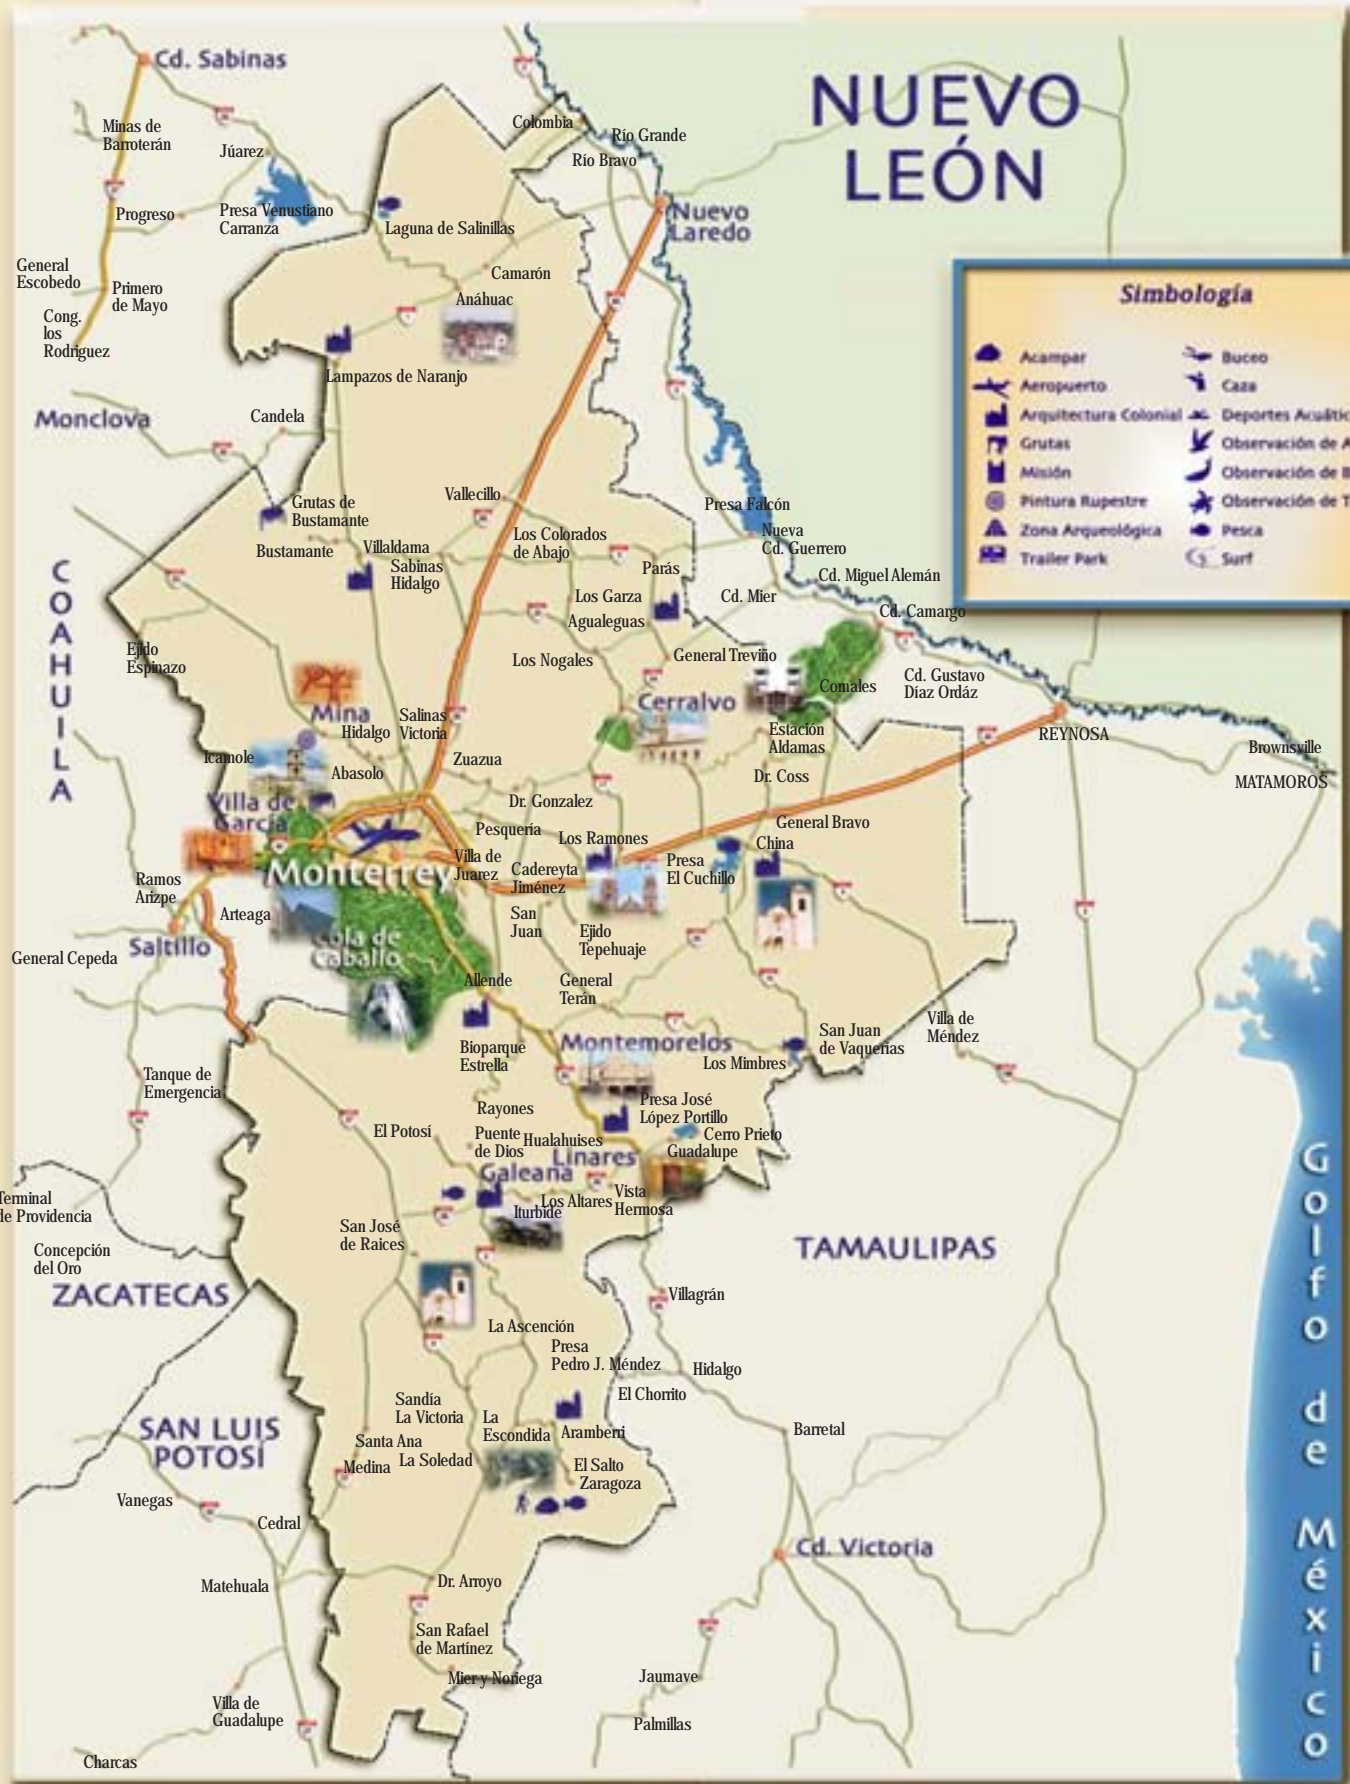 NUEVO
LEÓN
Cd. Sabinas
Minas de
Barroterán
Júarez
Progreso
Presa Venustiano
Carranza
General
Escobedo
Primero
de Mayo
Cong.
los
Rodriguez
Monclova
Candela
Colombia
Río Grande
Río Bravo
Nuevo
Laredo
Laguna de Salinillas
Camarón
Anáhuac
Lampazos de Naranjo
Simbología
Acampar
Aeropuerto
Arquitectura Colonial
Grutas
Misión
Pintura Rupestre
Zona Arqueológica
Trailer Park
Buceo
Caza
Deportes Acuátic
Observación de A
Observación de B
Observación de T
Pesca
Surf
Grutas de
Bustamante
Bustamante
Vallecillo
Villaldama
Sabinas
Hidalgo
Los Colorados
de Abajo
Presa Falcón
Nueva
Cd. Guerrero
Parás
Cd. Miguel Alemán
Los Garza
Agualeguas
Cd. Mier
Cd. Camargo
COAHUILA
Ejido
Espinazo
Los Nogales
General Treviño
Comales
Cd. Gustavo
Díaz Ordáz
Mina
Hidalgo
Salinas
Victoria
Cerralvo
Estación
Aldamas
REYNOSA
Brownsville
MATAMOROS
Icamole
Abasolo
Zuazua
Dr. Coss
Villa de
García
Dr. Gonzalez
Pesquería
Los Ramones
General Bravo
China
Monterrey
Villa de
Juarez
Cadereyta
Jiménez
Presa
El Cuchillo
Ramos
Arizpe
Arteaga
Saltillo
General Cepeda
Cola de
Caballo
San
Juan
Ejido
Tepehuaje
Allende
General
Terán
Bioparque
Estrella
Montemorelos
Los Mimbres
San Juan
de Vaquerías
Villa de
Méndez
Tanque de
Emergencia
Rayones
Presa José
López Portillo
El Potosí
Puente
de Dios
Hualahuises
Cerro Prieto
Guadalupe
Linares
Galeana
Los Altares
Vista
Hermosa
Iturbide
Terminal
de Providencia
Concepción
del Oro
ZACATECAS
San José
de Raices
TAMAULIPAS
Villagrán
La Ascención
Presa
Pedro J. Méndez
Hidalgo
El Chorrito
Sandía
La Victoria
La
Escondida
Aramberri
Barretal
SAN LUIS
POTOSÍ
Santa Ana
La Soledad
Medina
El Salto
Zaragoza
Vanegas
Cedral
Cd. Victoria
Matehuala
Dr. Arroyo
San Rafael
de Martínez
Mier y Noriega
Jaumave
Villa de
Guadalupe
Palmillas
Charcas
Golfo de México